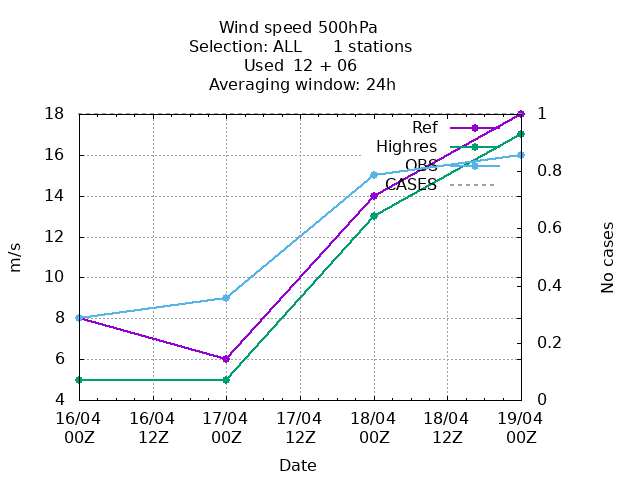 Wind speed 500hPa
Selection: ALL 1 stations
Used 12 + 06
Averaging window: 24h
18
16
14
12
10
8
6
4
m/s
1
0.8
0.6
0.4
0.2
0
No cases
Ref
Highres
OBS
CASES
16/04 16/04 17/04 17/04 18/04 18/04 19/04
00Z 12Z 00Z 12Z 00Z 12Z 00Z
Date